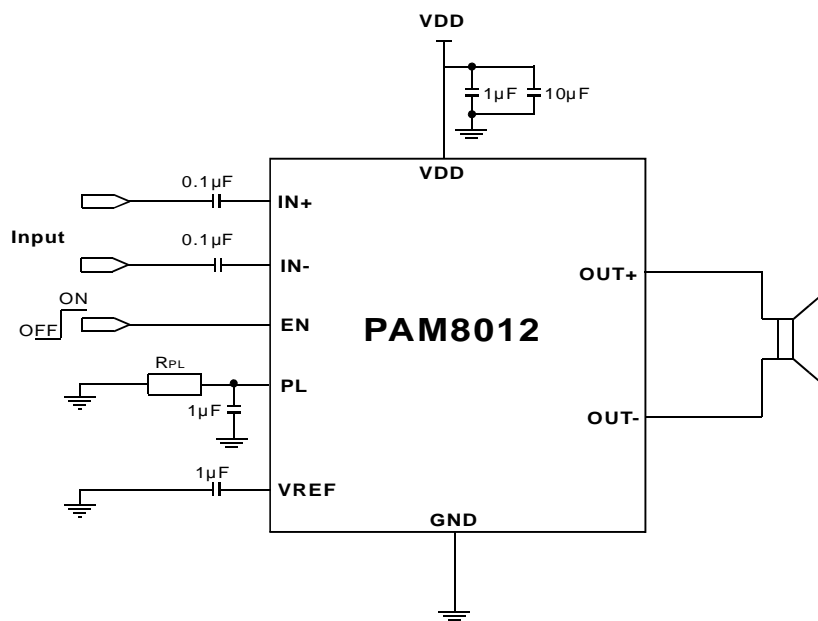 VDD
1µF
10µF
VDD
0.1µF
IN+
Input
0.1µF
IN-
OUT+
ON
OFF
EN
PAM8012
RPL
PL
1µF
OUT-
1µF
VREF
GND